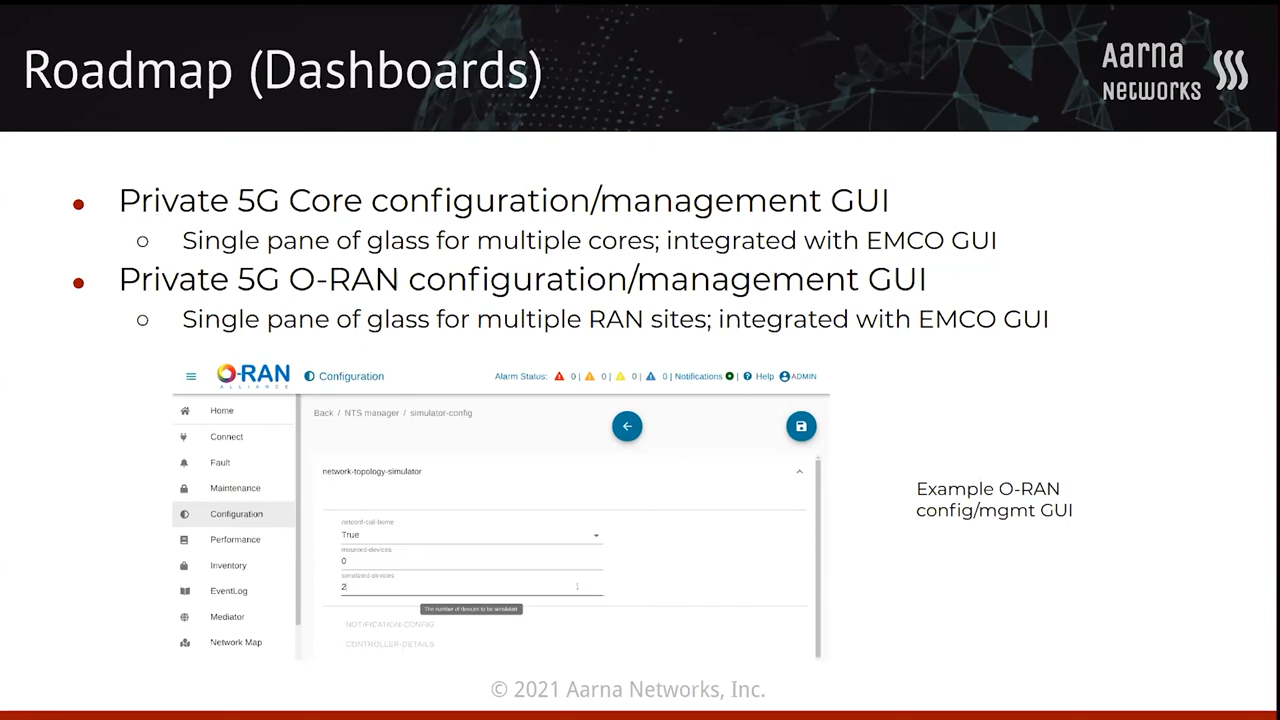 Roadmap (Dashboards)
Aarna
NETWORKS
Private 5G Core configuration/management GUI
Single pane of glass for multiple cores; integrated with EMCO GUI
Private 5G O-RAN configuration/management GUI
Single pane of glass for multiple RAN sites; integrated with EMCO GUI
O-RAN
ALLIANCE
Configuration
Alarm Status: 0 | 0 | 0 | 0 | Notifications | Help ADMIN
Home
Connect
Fault
Maintenance
Configuration
Performance
Inventory
EventLog
Mediator
Network Map
Back / NTS manager / simulator-config
network-topology-simulator
netconf-call-home
True
mounted-devices
0
simulated-devices
2
The number of devices to be simulated
NOTIFICATION-CONFIG
CONTROLLER-DETAILS
Example O-RAN
config/mgmt GUI
© 2021 Aarna Networks, Inc.